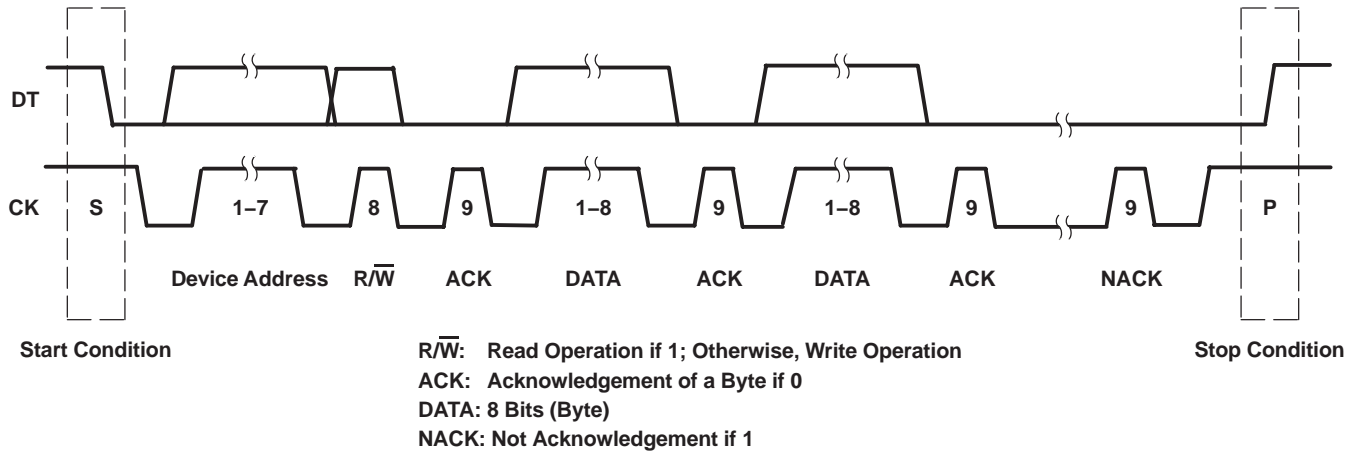 DT
CK S 1–7 8 9 1–8 9 1–8 9 9 P
Device Address R/W̅ ACK DATA ACK DATA ACK NACK
Start Condition Stop Condition
R/W̅: Read Operation if 1; Otherwise, Write Operation
ACK: Acknowledgement of a Byte if 0
DATA: 8 Bits (Byte)
NACK: Not Acknowledgement if 1